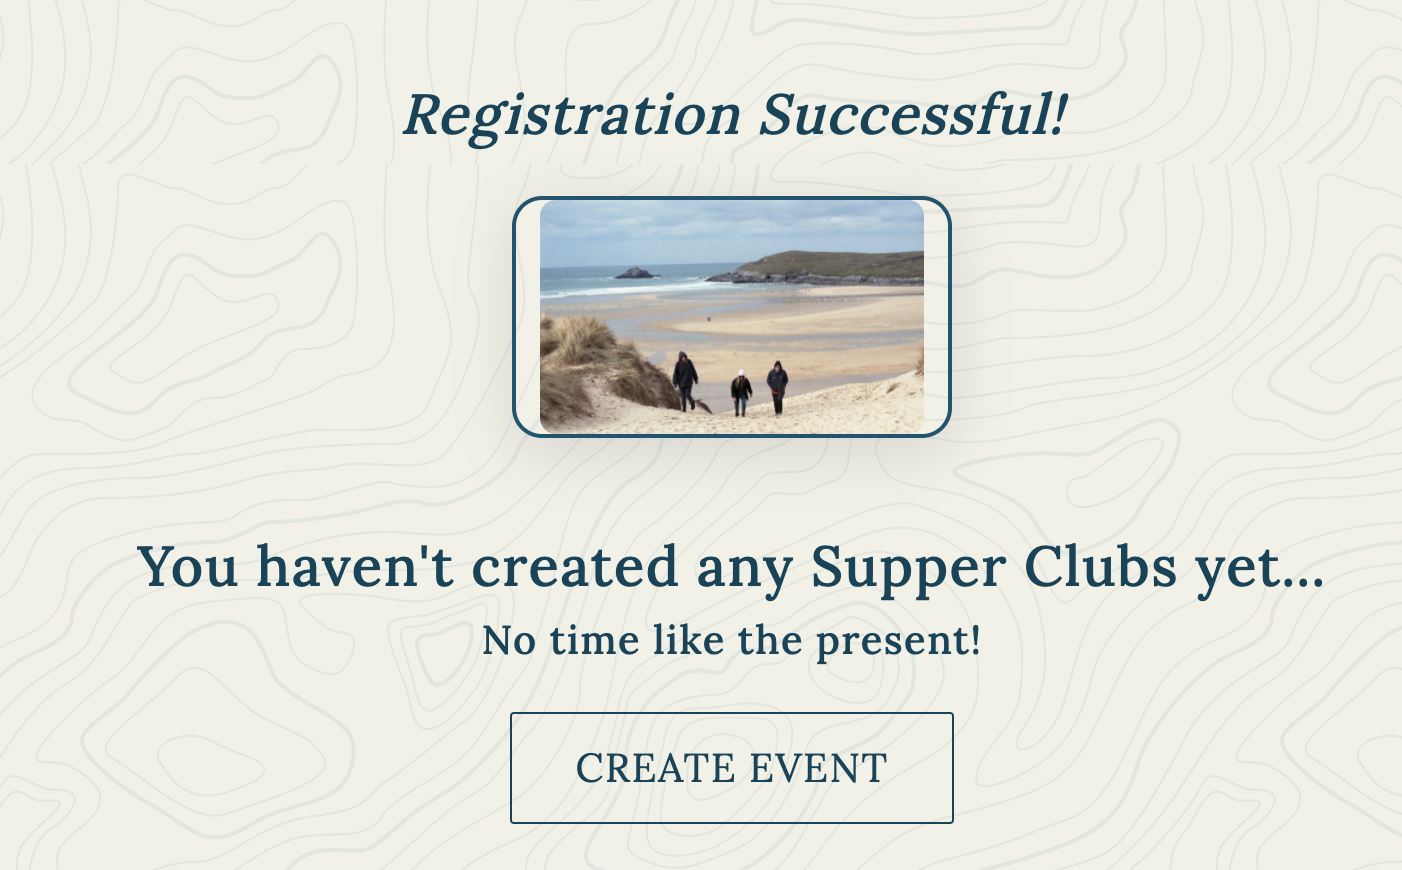 Registration Successful!
You haven't created any Supper Clubs yet...
No time like the present!
CREATE EVENT